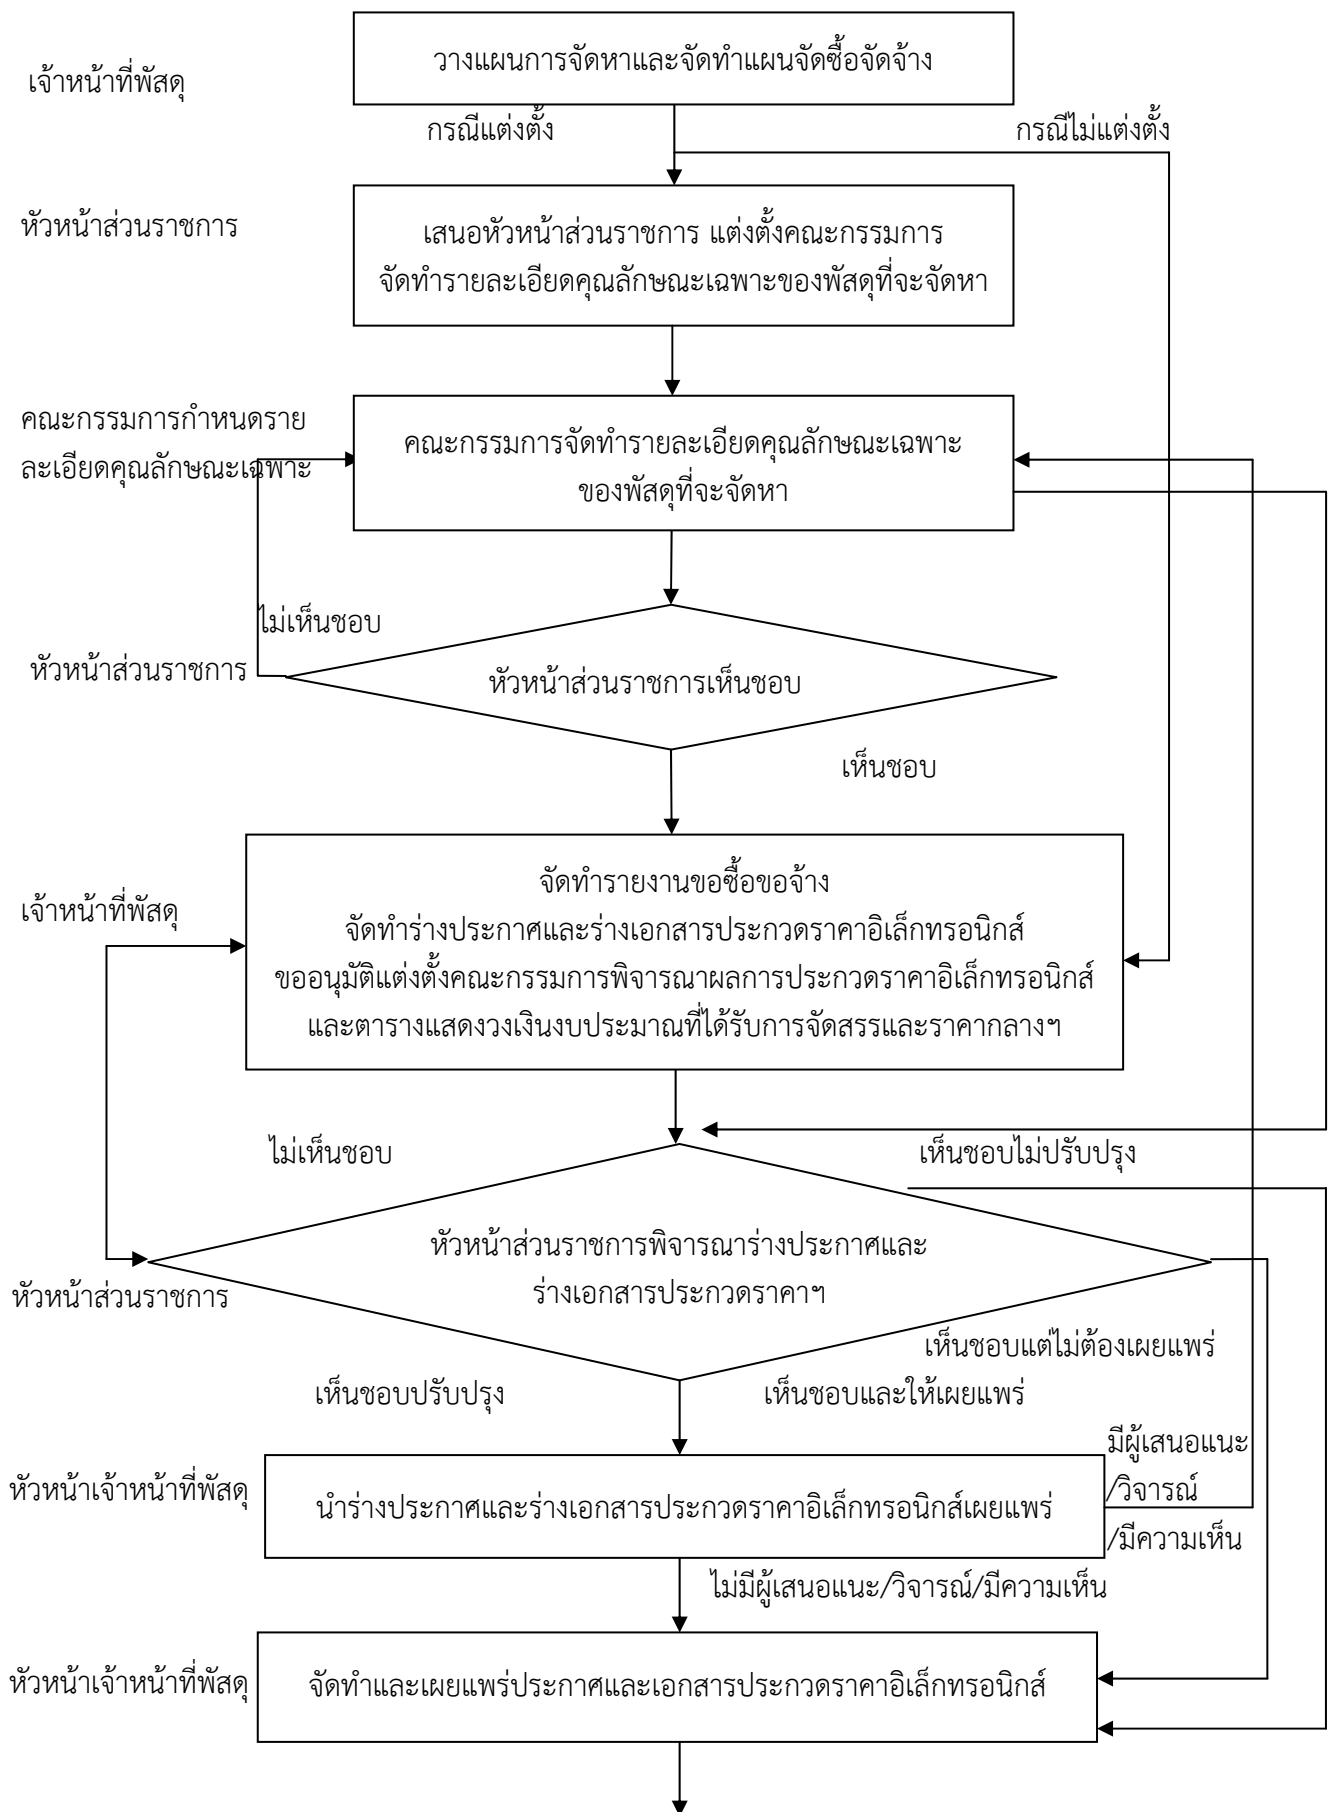 วางแผนการจัดหาและจัดทำแผนจัดซื้อจัดจ้าง
เจ้าหน้าที่พัสดุ
กรณีแต่งตั้ง
กรณีไม่แต่งตั้ง
หัวหน้าส่วนราชการ
เสนอหัวหน้าส่วนราชการ แต่งตั้งคณะกรรมการ
จัดทำรายละเอียดคุณลักษณะเฉพาะของพัสดุที่จะจัดหา
คณะกรรมการกำหนดราย
ละเอียดคุณลักษณะเฉพาะ
คณะกรรมการจัดทำรายละเอียดคุณลักษณะเฉพาะ
ของพัสดุที่จะจัดหา
ไม่เห็นชอบ
หัวหน้าส่วนราชการ
หัวหน้าส่วนราชการเห็นชอบ
เห็นชอบ
เจ้าหน้าที่พัสดุ
จัดทำรายงานขอซื้อขอจ้าง
จัดทำร่างประกาศและร่างเอกสารประกวดราคาอิเล็กทรอนิกส์
ขออนุมัติแต่งตั้งคณะกรรมการพิจารณาผลการประกวดราคาอิเล็กทรอนิกส์
และตารางแสดงวงเงินงบประมาณที่ได้รับการจัดสรรและราคากลางฯ
ไม่เห็นชอบ
เห็นชอบไม่ปรับปรุง
หัวหน้าส่วนราชการพิจารณาร่างประกาศและ
ร่างเอกสารประกวดราคาฯ
หัวหน้าส่วนราชการ
เห็นชอบแต่ไม่ต้องเผยแพร่
เห็นชอบปรับปรุง
เห็นชอบและให้เผยแพร่
มีผู้เสนอแนะ
/วิจารณ์
/มีความเห็น
หัวหน้าเจ้าหน้าที่พัสดุ
นำร่างประกาศและร่างเอกสารประกวดราคาอิเล็กทรอนิกส์เผยแพร่
ไม่มีผู้เสนอแนะ/วิจารณ์/มีความเห็น
หัวหน้าเจ้าหน้าที่พัสดุ
จัดทำและเผยแพร่ประกาศและเอกสารประกวดราคาอิเล็กทรอนิกส์